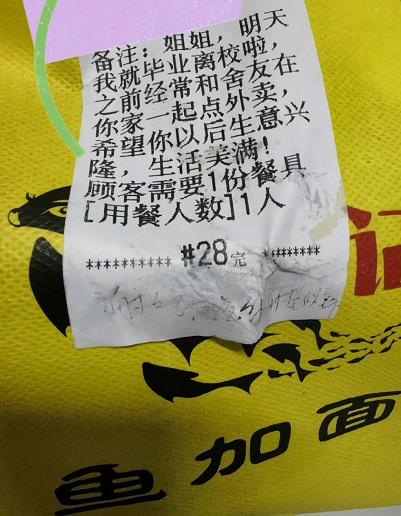 备注：姐姐，明天
我就毕业离校啦，
之前经常和舍友在
你家一起点外卖，
希望你以后生意兴
隆，生活美满！
顾客需要1份餐具
[用餐人数]1人
********** #28完 *********
记
鱼加面